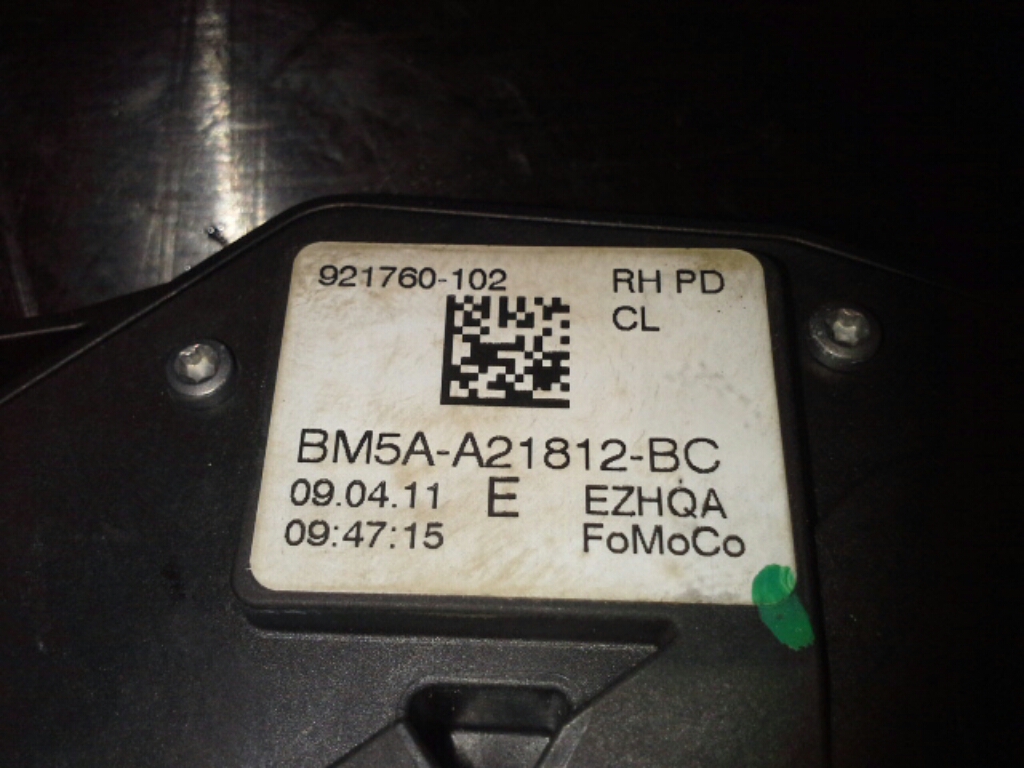 921760-102 RH PD
CL
BM5A-A21812-BC
09.04.11 E EZHQA
09:47:15 FoMoCo